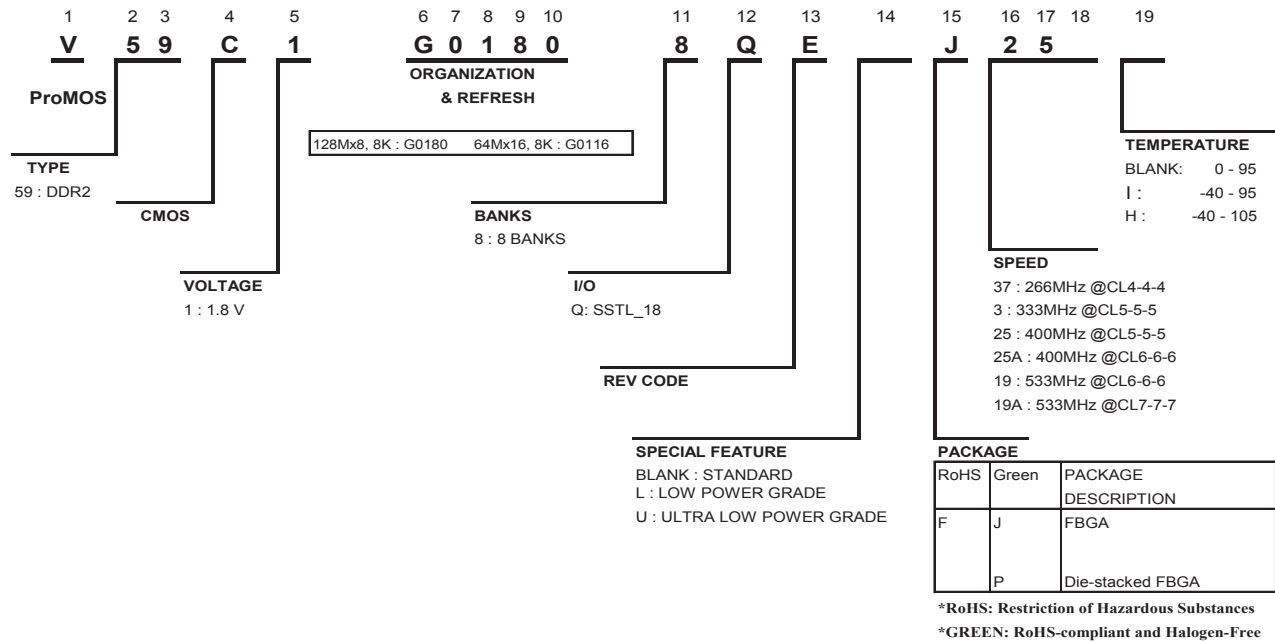 1 2 3 4 5 6 7 8 9 10 11 12 13 14 15 16 17 18 19
V 5 9 C 1 G 0 1 8 0 8 Q E J 2 5
ProMOS
ORGANIZATION
& REFRESH
128Mx8, 8K : G0180 64Mx16, 8K : G0116
TYPE
59 : DDR2
CMOS
VOLTAGE
1 : 1.8 V
BANKS
8 : 8 BANKS
I/O
Q: SSTL_18
REV CODE
SPECIAL FEATURE
BLANK : STANDARD
L : LOW POWER GRADE
U : ULTRA LOW POWER GRADE
TEMPERATURE
BLANK: 0 - 95
I : -40 - 95
H : -40 - 105
SPEED
37 : 266MHz @CL4-4-4
3 : 333MHz @CL5-5-5
25 : 400MHz @CL5-5-5
25A : 400MHz @CL6-6-6
19 : 533MHz @CL6-6-6
19A : 533MHz @CL7-7-7
PACKAGE
RoHS Green PACKAGE
DESCRIPTION
F J FBGA
P Die-stacked FBGA
*RoHS: Restriction of Hazardous Substances
*GREEN: RoHS-compliant and Halogen-Free